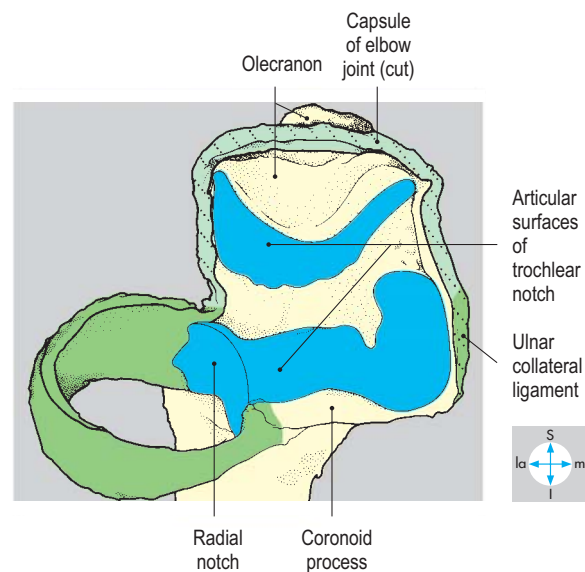 Capsule
of elbow
joint (cut)
Olecranon
Articular
surfaces
of
trochlear
notch
Ulnar
collateral
ligament
S
la
m
I
Radial
notch
Coronoid
process